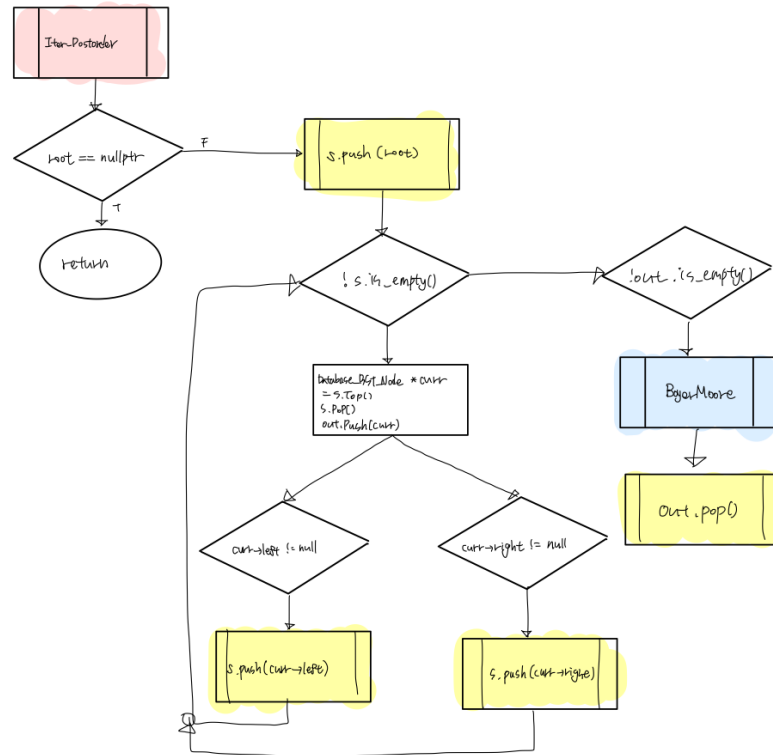 Iter_Postorder
root == nullptr
F
T
return
s.push (root)
! s.is_empty()
!out.is_empty()
Database_BST_Node * curr
= s.Top()
s.PoP()
out.Push(curr)
BoyerMoore
Out.pop()
curr→left != null
curr→right != null
s.push(curr→left)
s.push(curr→right)